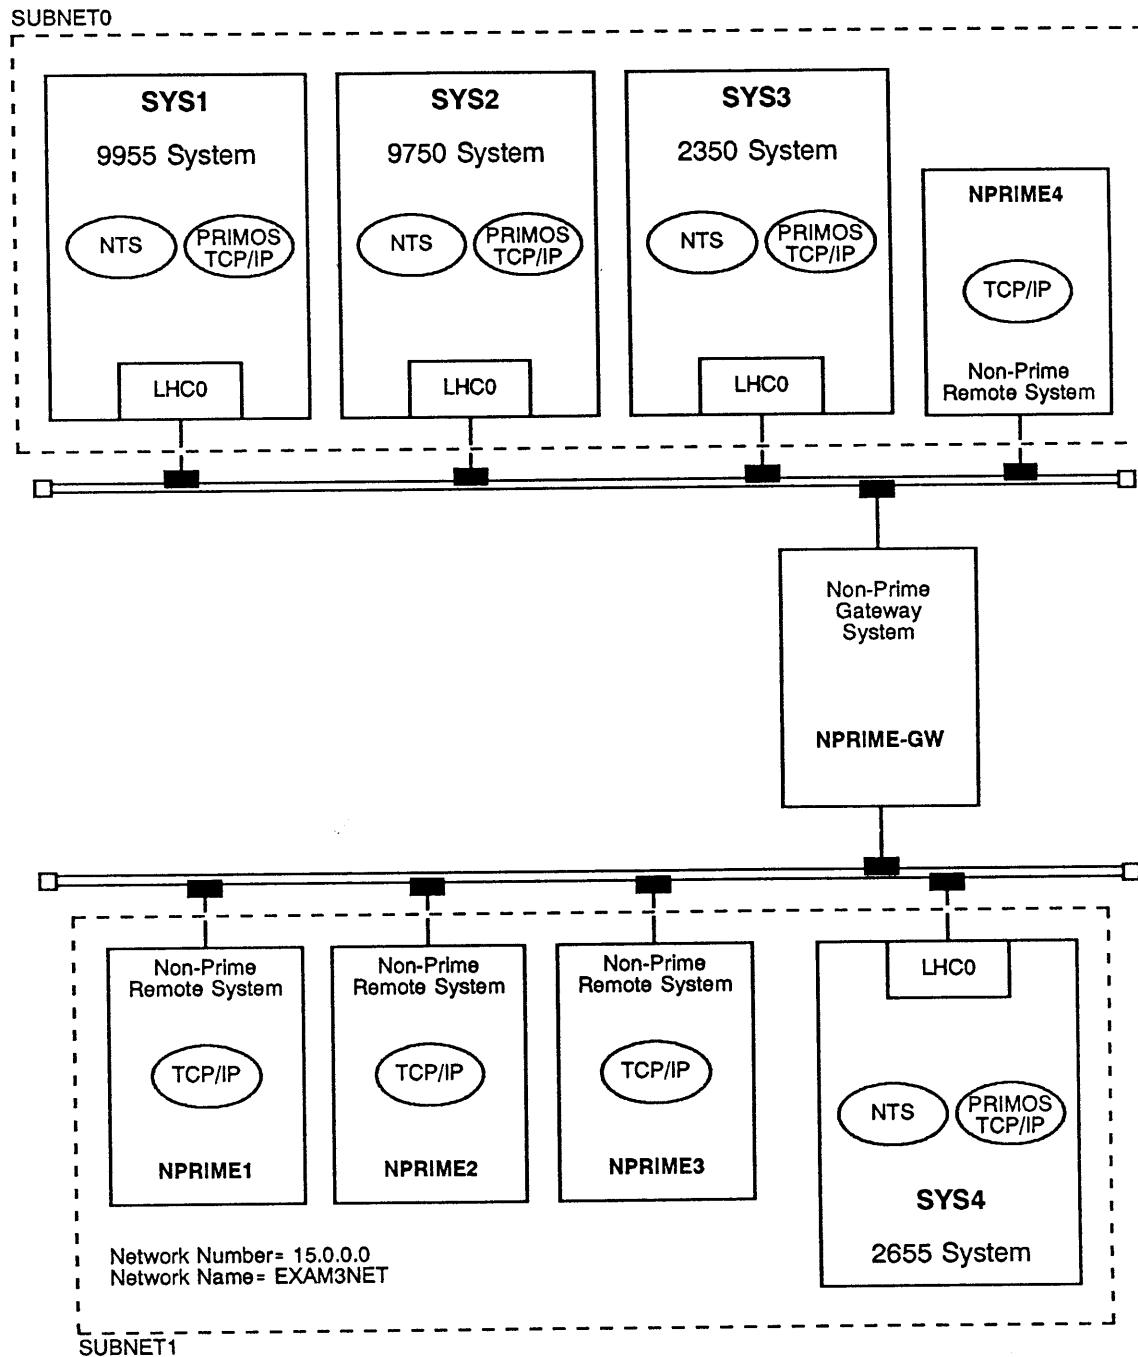 SUBNET0
SYS1
9955 System
NTS
PRIMOS
TCP/IP
LHC0
SYS2
9750 System
NTS
PRIMOS
TCP/IP
LHC0
SYS3
2350 System
NTS
PRIMOS
TCP/IP
LHC0
NPRIME4
TCP/IP
Non-Prime
Remote System
Non-Prime
Gateway
System
NPRIME-GW
Non-Prime
Remote System
TCP/IP
NPRIME1
Non-Prime
Remote System
TCP/IP
NPRIME2
Non-Prime
Remote System
TCP/IP
NPRIME3
LHC0
NTS
PRIMOS
TCP/IP
SYS4
2655 System
Network Number= 15.0.0.0
Network Name= EXAM3NET
SUBNET1